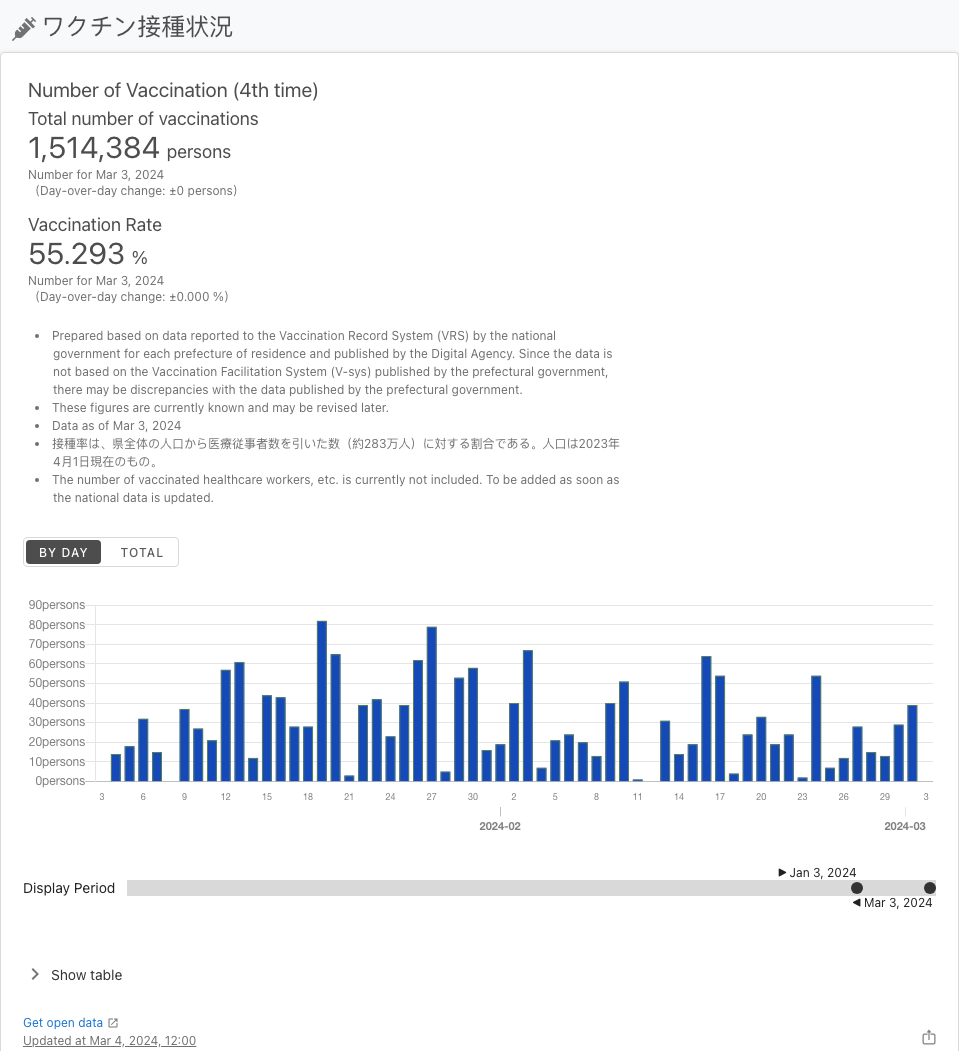 ワクチン接種状況
Number of Vaccination (4th time)
Total number of vaccinations
1,514,384 persons
Number for Mar 3, 2024
(Day-over-day change: ±0 persons)
Vaccination Rate
55.293 %
Number for Mar 3, 2024
(Day-over-day change: ±0.000 %)
• Prepared based on data reported to the Vaccination Record System (VRS) by the national
government for each prefecture of residence and published by the Digital Agency. Since the data is
not based on the Vaccination Facilitation System (V-sys) published by the prefectural government,
there may be discrepancies with the data published by the prefectural government.
• These figures are currently known and may be revised later.
• Data as of Mar 3, 2024
• 接種率は、県全体の人口から医療従事者数を引いた数（約283万人）に対する割合である。人口は2023年
4月1日現在のもの。
• The number of vaccinated healthcare workers, etc. is currently not included. To be added as soon as
the national data is updated.
BY DAY TOTAL
90persons
80persons
70persons
60persons
50persons
40persons
30persons
20persons
10persons
0persons
3 6 9 12 15 18 21 24 27 30 2 5 8 11 14 17 20 23 26 29 3
2024-02 2024-03
Jan 3, 2024
Display Period
Mar 3, 2024
Show table
Get open data
Updated at Mar 4, 2024, 12:00